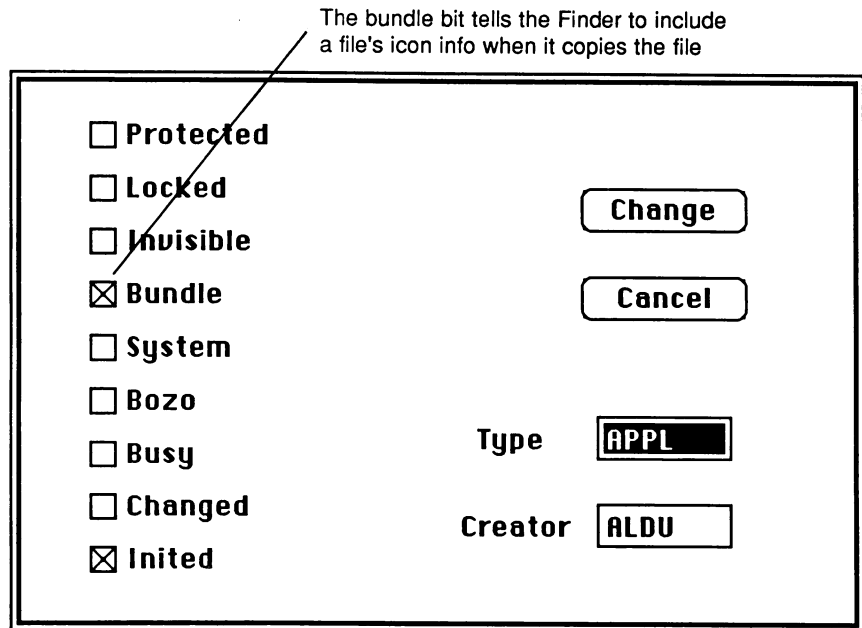 The bundle bit tells the Finder to include
a file's icon info when it copies the file
Protected
Locked
Invisible
Bundle
System
Bozo
Busy
Changed
Inited
Change
Cancel
Type APPL
Creator ALDU